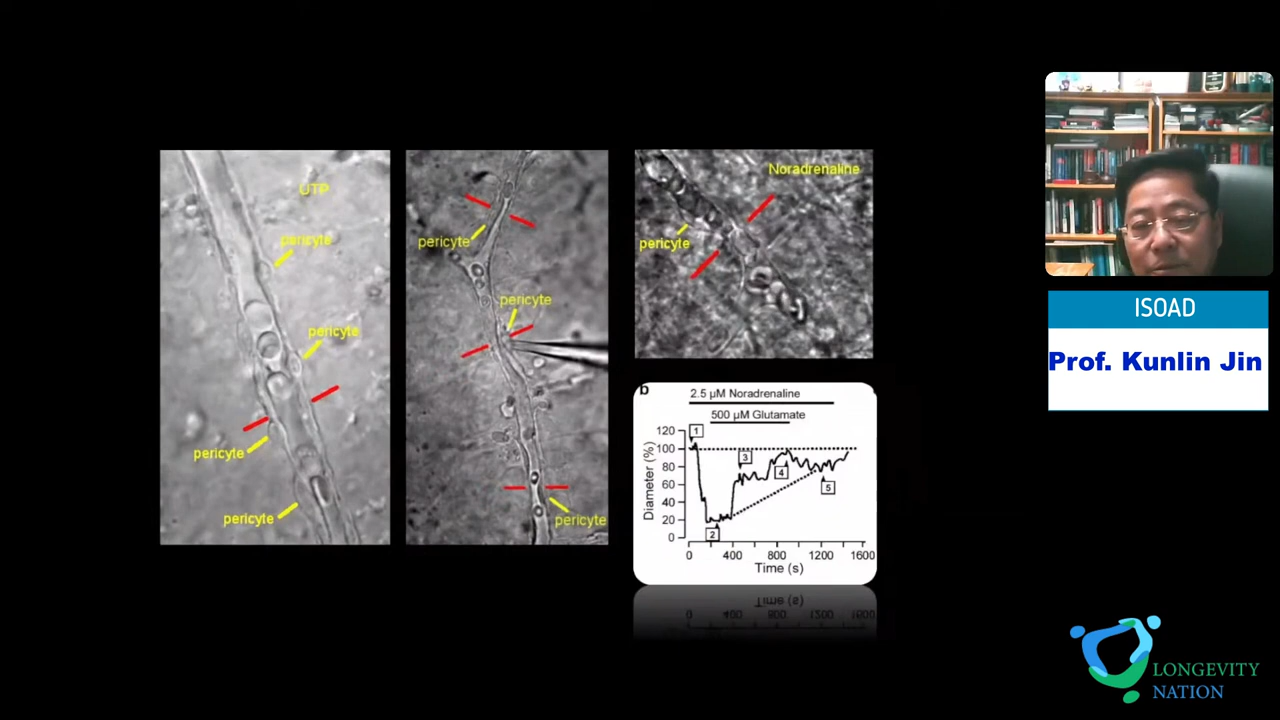 UTP
pericyte
pericyte
pericyte
pericyte
pericyte
pericyte
pericyte
Noradrenaline
pericyte
b
2.5 µM Noradrenaline
500 µM Glutamate
Diameter (%)
120
100
80
60
40
20
0
1
2
3
4
5
0 400 800 1200 1600
Time (s)
ISOAD
Prof. Kunlin Jin
LONGEVITY
NATION